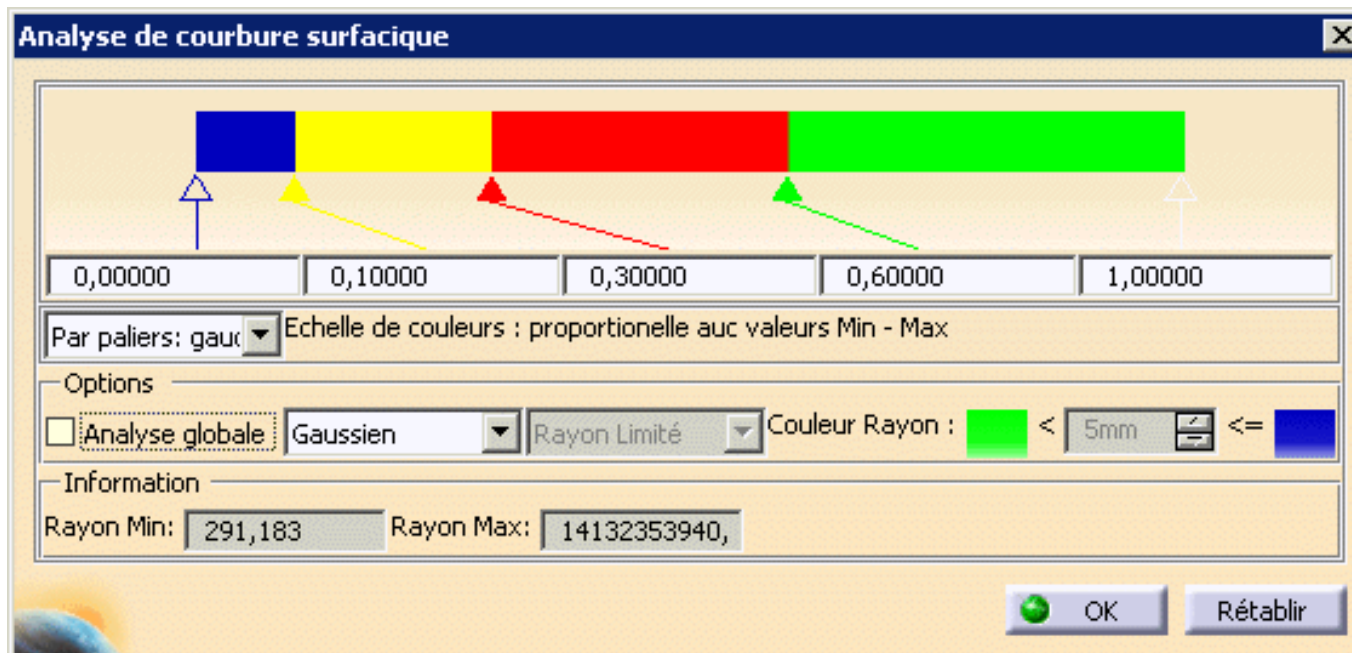 Analyse de courbure surfacique
0,00000 0,10000 0,30000 0,60000 1,00000
Par paliers: gauc Echelle de couleurs : proportionelle auc valeurs Min - Max
Options
Analyse globale Gaussien Rayon Limité Couleur Rayon : < 5mm <=
Information
Rayon Min: 291,183 Rayon Max: 14132353940,
OK Rétablir